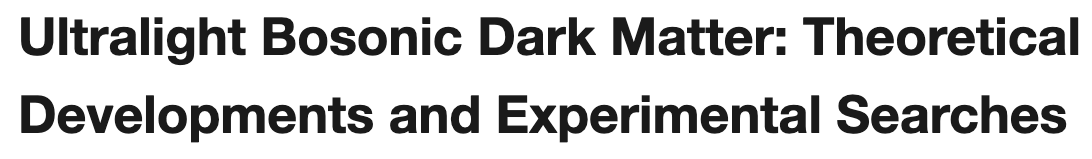 Ultralight Bosonic Dark Matter: Theoretical
Developments and Experimental Searches